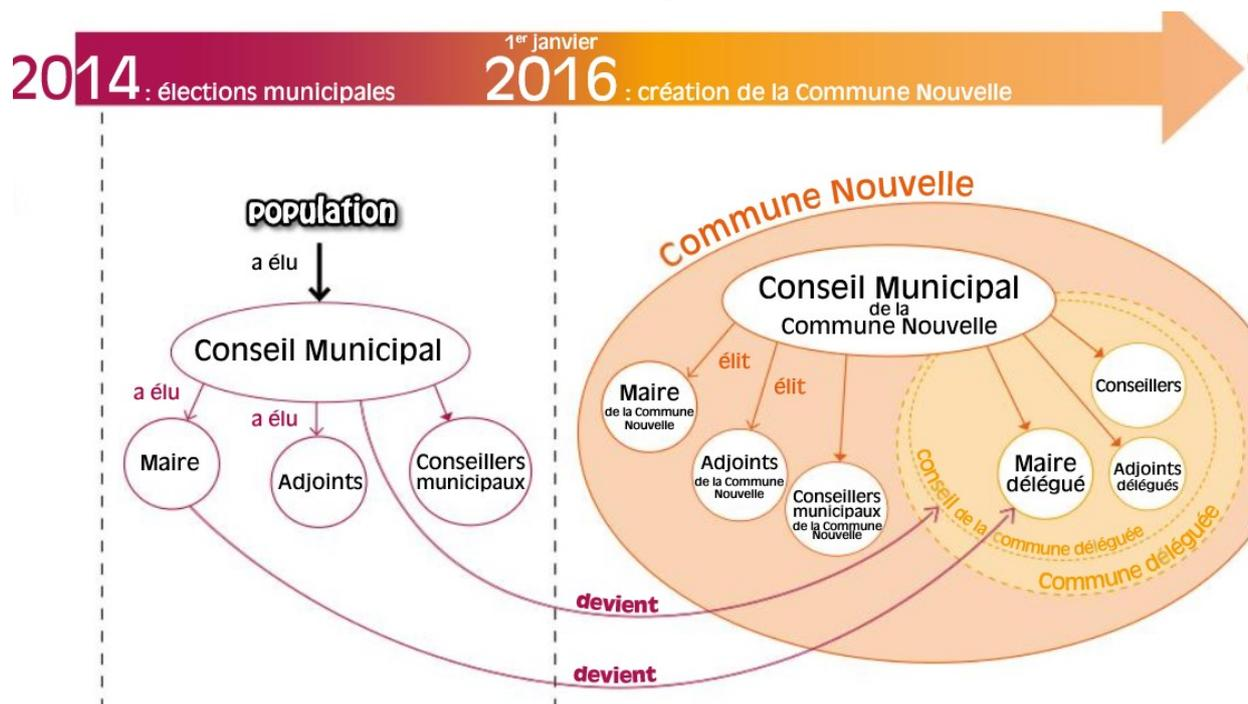 2014 : élections municipales
1er janvier
2016 : création de la Commune Nouvelle
population
a élu
Conseil Municipal
a élu
a élu
Maire
Adjoints
Conseillers
municipaux
devient
devient
Commune Nouvelle
Conseil Municipal
de la
Commune Nouvelle
élit
élit
Maire
de la Commune
Nouvelle
Adjoints
de la Commune
Nouvelle
Conseillers
municipaux
de la Commune
Nouvelle
Conseillers
Maire
délégué
Adjoints
délégués
conseil de la commune déléguée
Commune déléguée